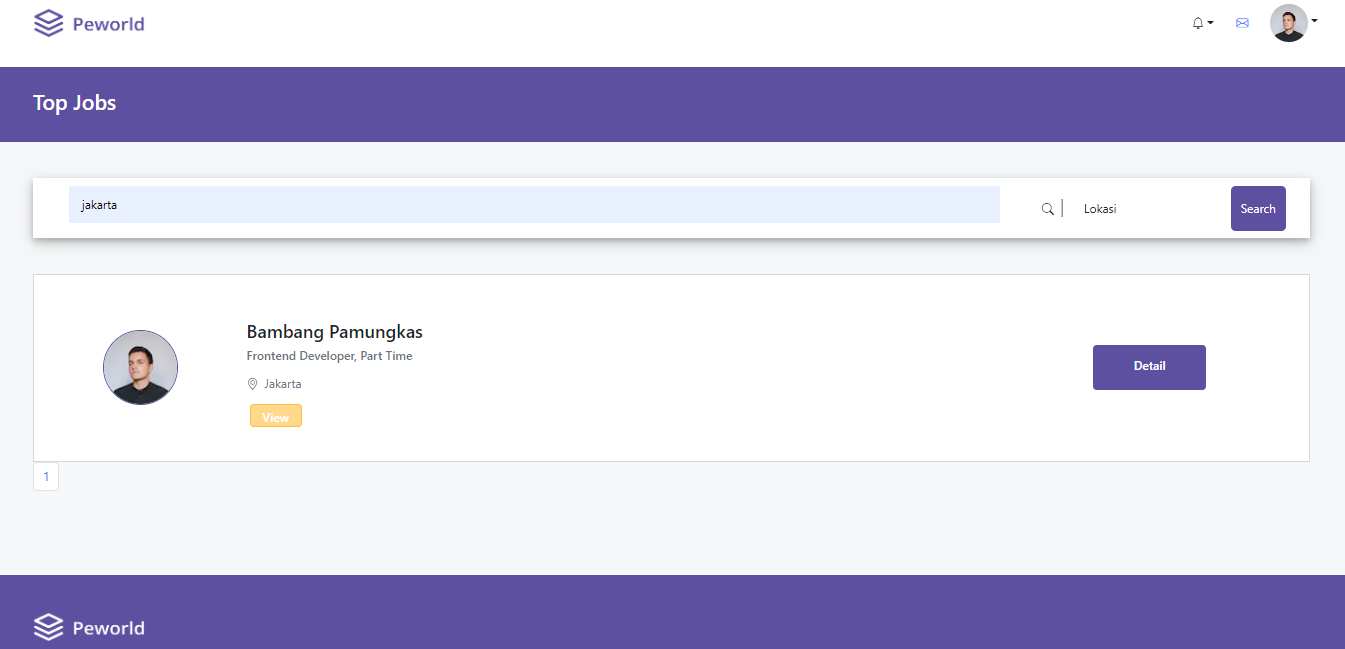 Peworld
Top Jobs
jakarta
Lokasi
Search
Bambang Pamungkas
Frontend Developer, Part Time
Jakarta
View
Detail
1
Peworld